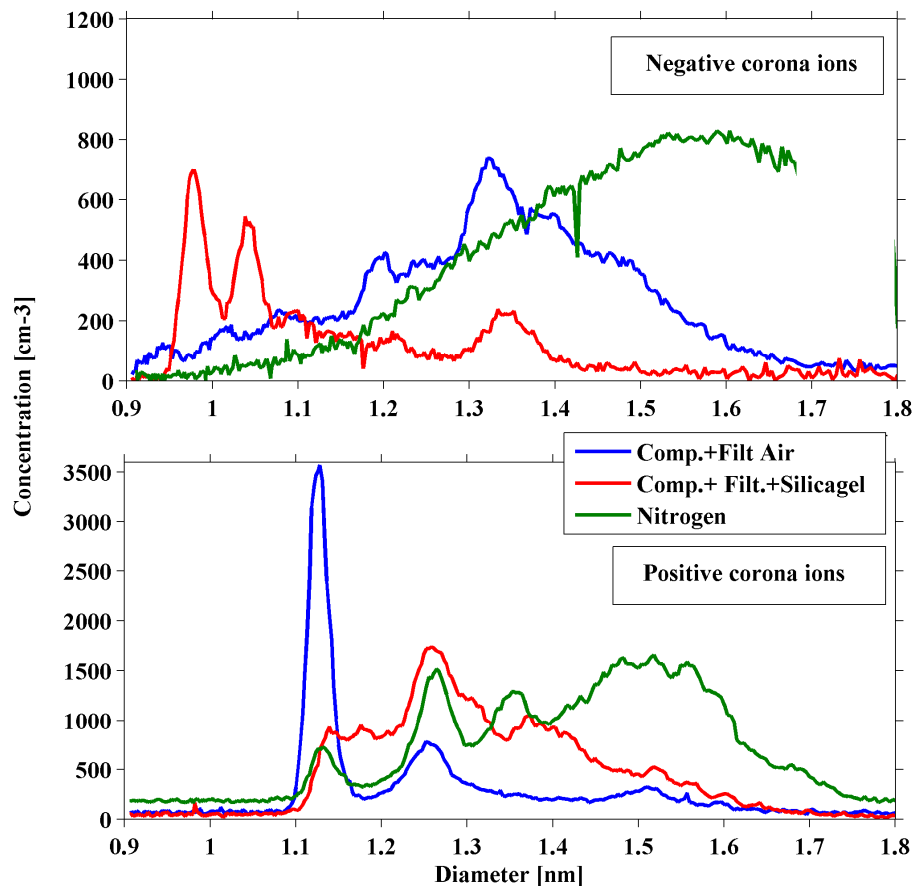 1200
1000
800
600
400
200
0
Negative corona ions
0.9 1 1.1 1.2 1.3 1.4 1.5 1.6 1.7 1.8
Concentration [cm-3]
Comp.+Filt Air
Comp.+ Filt.+Silicagel
Nitrogen
3500
3000
2500
2000
1500
1000
500
0
Positive corona ions
0.9 1 1.1 1.2 1.3 1.4 1.5 1.6 1.7 1.8
Diameter [nm]